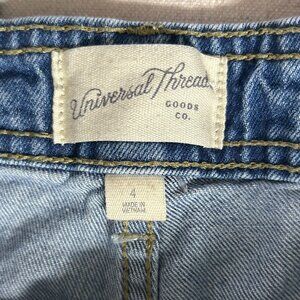 Universal Thread
GOODS
CO.
4
MADE IN
VIETNAM